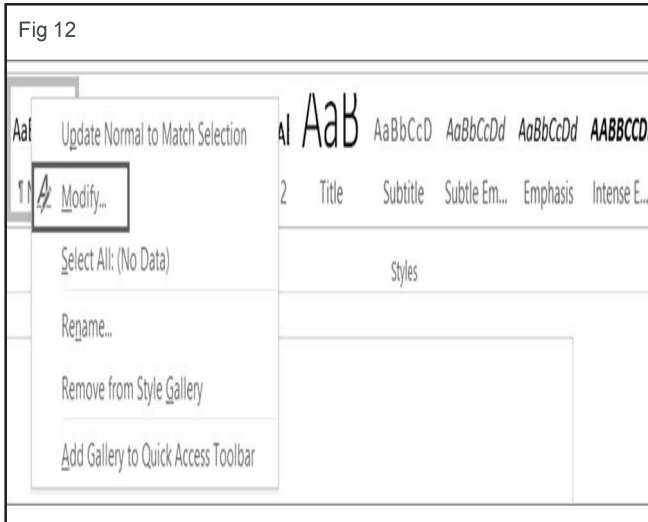 Fig 12
AaB AaBbCcD AaBbCcDd AaBbCcDd AABBCCD
Update Normal to Match Selection
2 Title Subtitle Subtle Em... Emphasis Intense E...
Modify...
Select All: (No Data)
Styles
Rename...
Remove from Style Gallery
Add Gallery to Quick Access Toolbar